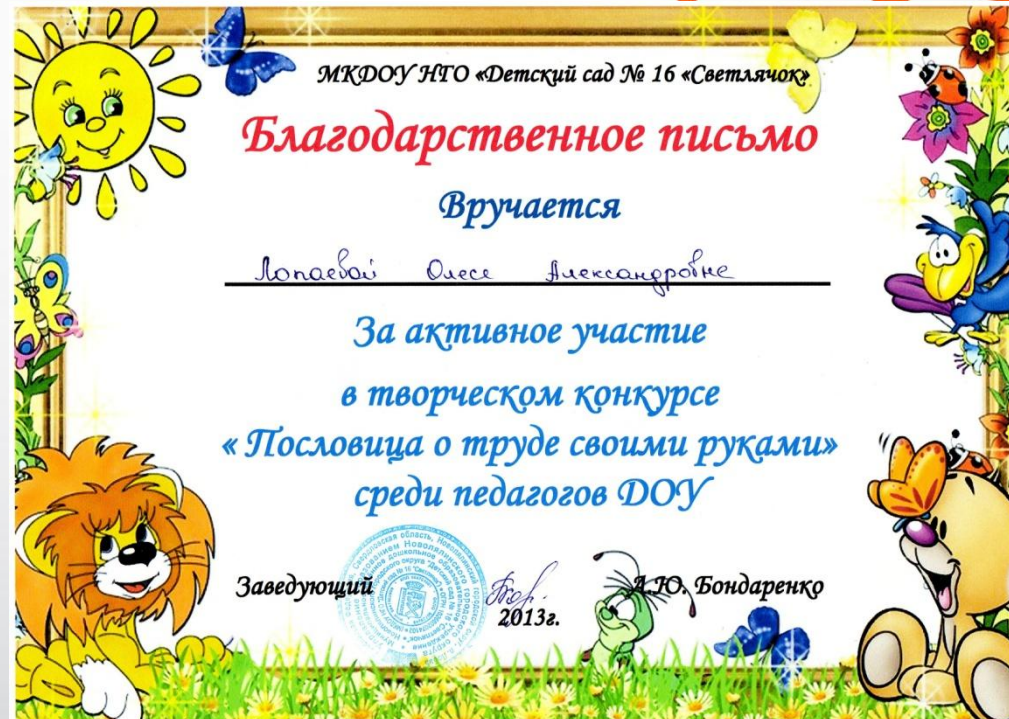 МКДОУ НГО «Детский сад № 16 «Светлячок»
Благодарственное письмо
Вручается
Лопаевой Олесе Александровне
За активное участие
в творческом конкурсе
« Пословица о труде своими руками»
среди педагогов ДОУ
Заведующий А.Ю. Бондаренко
2013г.